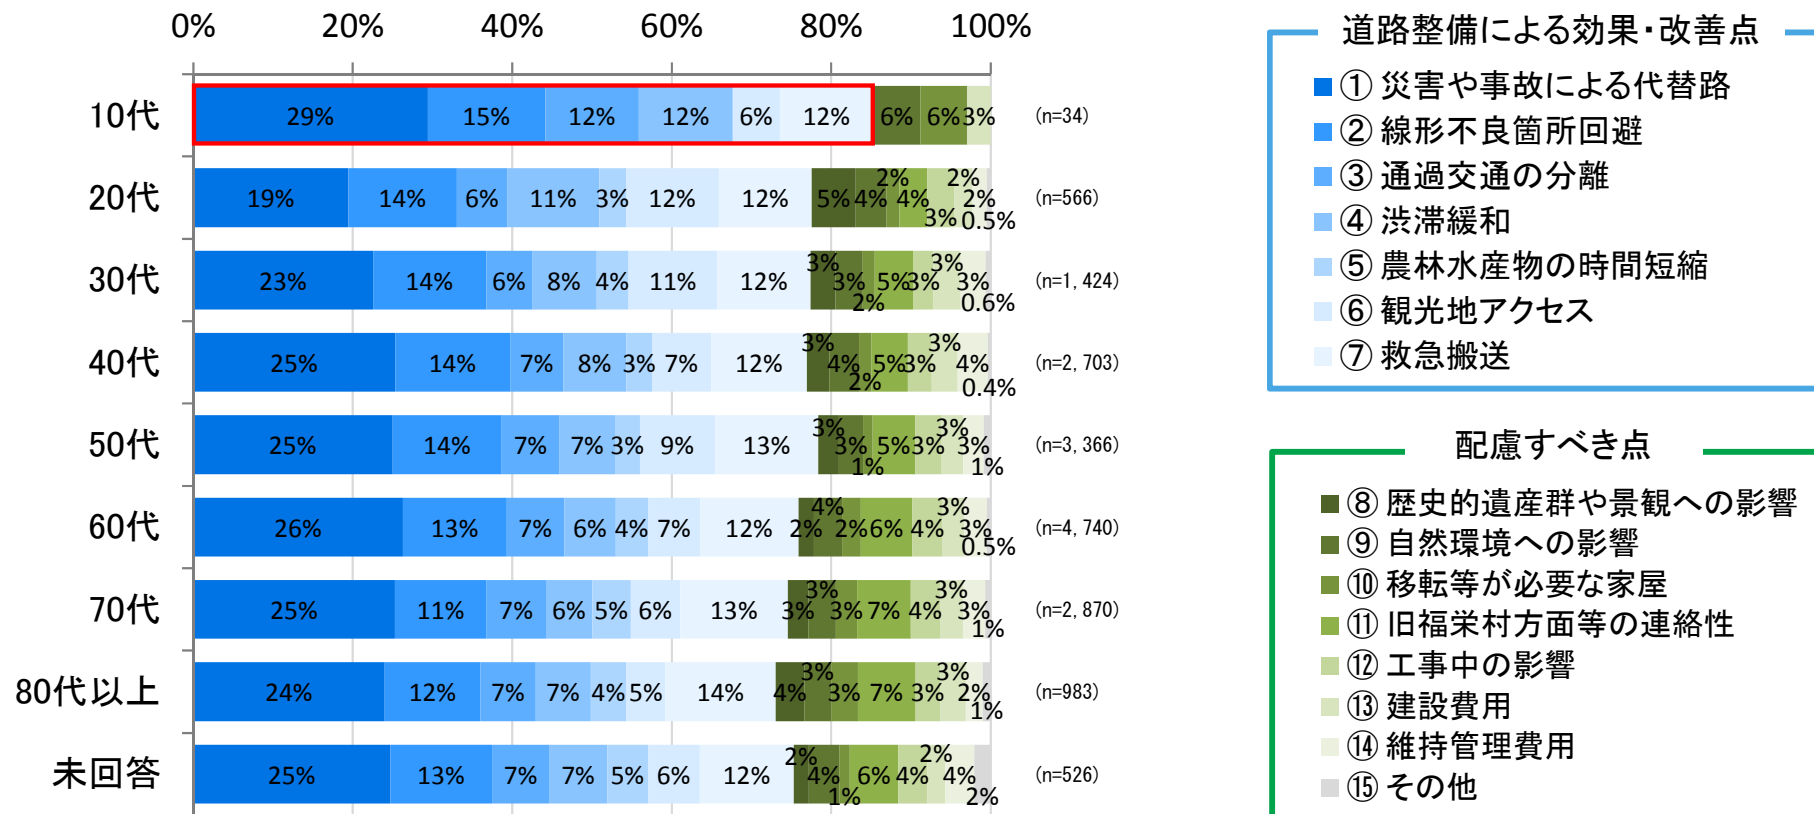 0% 20% 40% 60% 80% 100%
10代 29% 15% 12% 12% 6% 12% 6% 6% 3% (n=34)
20代 19% 14% 6% 11% 3% 12% 12% 5% 4% 2% 4% 3% 2% 2% 0.5% (n=566)
30代 23% 14% 6% 8% 4% 11% 12% 3% 3% 2% 5% 3% 3% 3% 0.6% (n=1,424)
40代 25% 14% 7% 8% 3% 7% 12% 3% 4% 2% 5% 3% 3% 4% 0.4% (n=2,703)
50代 25% 14% 7% 7% 3% 9% 13% 3% 3% 1% 5% 3% 3% 3% 1% (n=3,366)
60代 26% 13% 7% 6% 4% 7% 12% 2% 4% 2% 6% 4% 3% 3% 0.5% (n=4,740)
70代 25% 11% 7% 6% 5% 6% 13% 3% 3% 3% 7% 4% 3% 3% 1% (n=2,870)
80代以上 24% 12% 7% 7% 4% 5% 14% 4% 3% 3% 7% 3% 3% 2% 1% (n=983)
未回答 25% 13% 7% 7% 5% 6% 12% 2% 4% 1% 6% 4% 2% 4% 2% (n=526)
道路整備による効果・改善点
① 災害や事故による代替路
② 線形不良箇所回避
③ 通過交通の分離
④ 渋滞緩和
⑤ 農林水産物の時間短縮
⑥ 観光地アクセス
⑦ 救急搬送
配慮すべき点
⑧ 歴史的遺産群や景観への影響
⑨ 自然環境への影響
⑩ 移転等が必要な家屋
⑪ 旧福栄村方面等の連絡性
⑫ 工事中の影響
⑬ 建設費用
⑭ 維持管理費用
⑮ その他